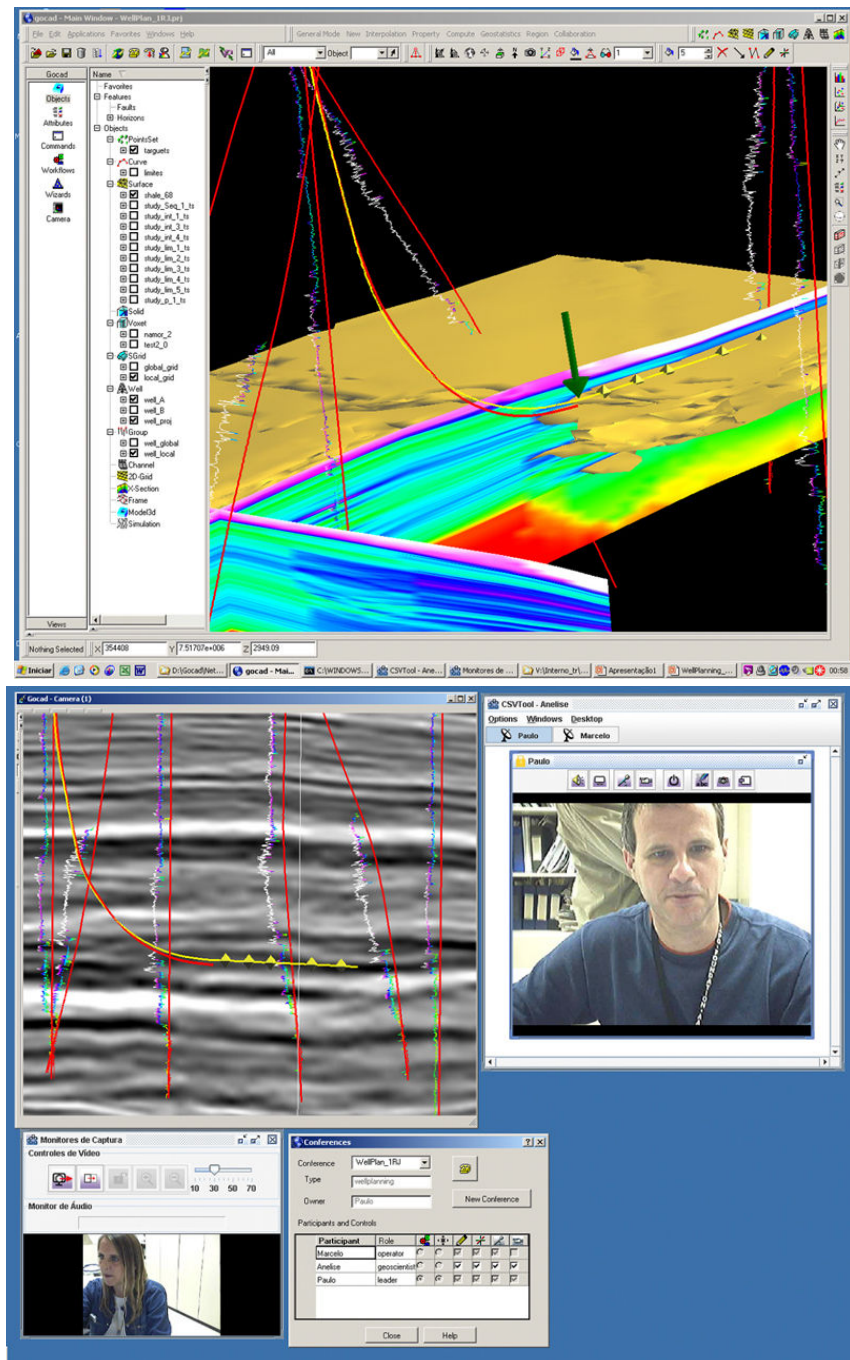 gocad - Main Window - WellPlan_1RJ.prj
File Edit Applications Favorites Windows Help
General Mode New Interpolation Property Compute Geostatistics Region Collaboration
All Object 1 5
Gocad
Objects
Attributes
Commands
Workflows
Wizards
Camera
Views
Name
Favorites
Features
Faults
Horizons
Objects
PointsSet
targuets
Curve
limites
Surface
shale_68
study_Seq_1_ts
study_int_1_ts
study_int_3_ts
study_int_4_ts
study_lim_1_ts
study_lim_2_ts
study_lim_3_ts
study_lim_4_ts
study_lim_5_ts
study_p_1_ts
Solid
Voxet
namor_2
test2_0
SGrid
global_grid
local_grid
Well
well_A
well_B
well_proj
Group
well_global
well_local
Channel
2D-Grid
X-Section
Frame
Model3d
Simulation
Nothing Selected X 354408 Y 7.51707e+006 Z 2949.09
Iniciar D:\Gocad\Net... gocad - Mai... C:\WINDOWS... CSVTool - Ane... Monitores de ... V:\Interno_tr\... Apresentação1 WellPlanning_... 00:58
Gocad - Camera (1)
CSVTool - Anelise
Options Windows Desktop
Paulo Marcelo
Paulo
Monitores de Captura
Controles de Vídeo
10 30 50 70
Monitor de Áudio
Conferences
Conference WellPlan_1RJ
Type wellplanning
Owner Paulo
New Conference
Participants and Controls
Participant Role
Marcelo operator
Anelise geoscientist
Paulo leader
Close Help